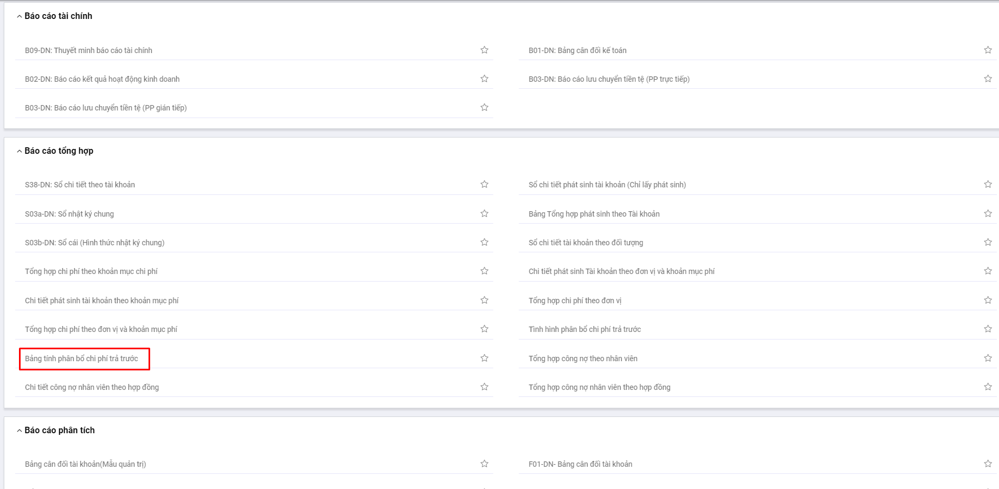 Báo cáo tài chính
B09-DN: Thuyết minh báo cáo tài chính
B01-DN: Bảng cân đối kế toán
B02-DN: Báo cáo kết quả hoạt động kinh doanh
B03-DN: Báo cáo lưu chuyển tiền tệ (PP trực tiếp)
B03-DN: Báo cáo lưu chuyển tiền tệ (PP gián tiếp)
Báo cáo tổng hợp
S38-DN: Sổ chi tiết theo tài khoản
Sổ chi tiết phát sinh tài khoản (Chỉ lấy phát sinh)
S03a-DN: Sổ nhật ký chung
Bảng Tổng hợp phát sinh theo Tài khoản
S03b-DN: Sổ cái (Hình thức nhật ký chung)
Sổ chi tiết tài khoản theo đối tượng
Tổng hợp chi phí theo khoản mục chi phí
Chi tiết phát sinh Tài khoản theo đơn vị và khoản mục phí
Chi tiết phát sinh tài khoản theo khoản mục phí
Tổng hợp chi phí theo đơn vị
Tổng hợp chi phí theo đơn vị và khoản mục phí
Tình hình phân bổ chi phí trả trước
Bảng tính phân bổ chi phí trả trước
Tổng hợp công nợ theo nhân viên
Chi tiết công nợ nhân viên theo hợp đồng
Tổng hợp công nợ nhân viên theo hợp đồng
Báo cáo phân tích
Bảng cân đối tài khoản(Mẫu quản trị)
F01-DN- Bảng cân đối tài khoản